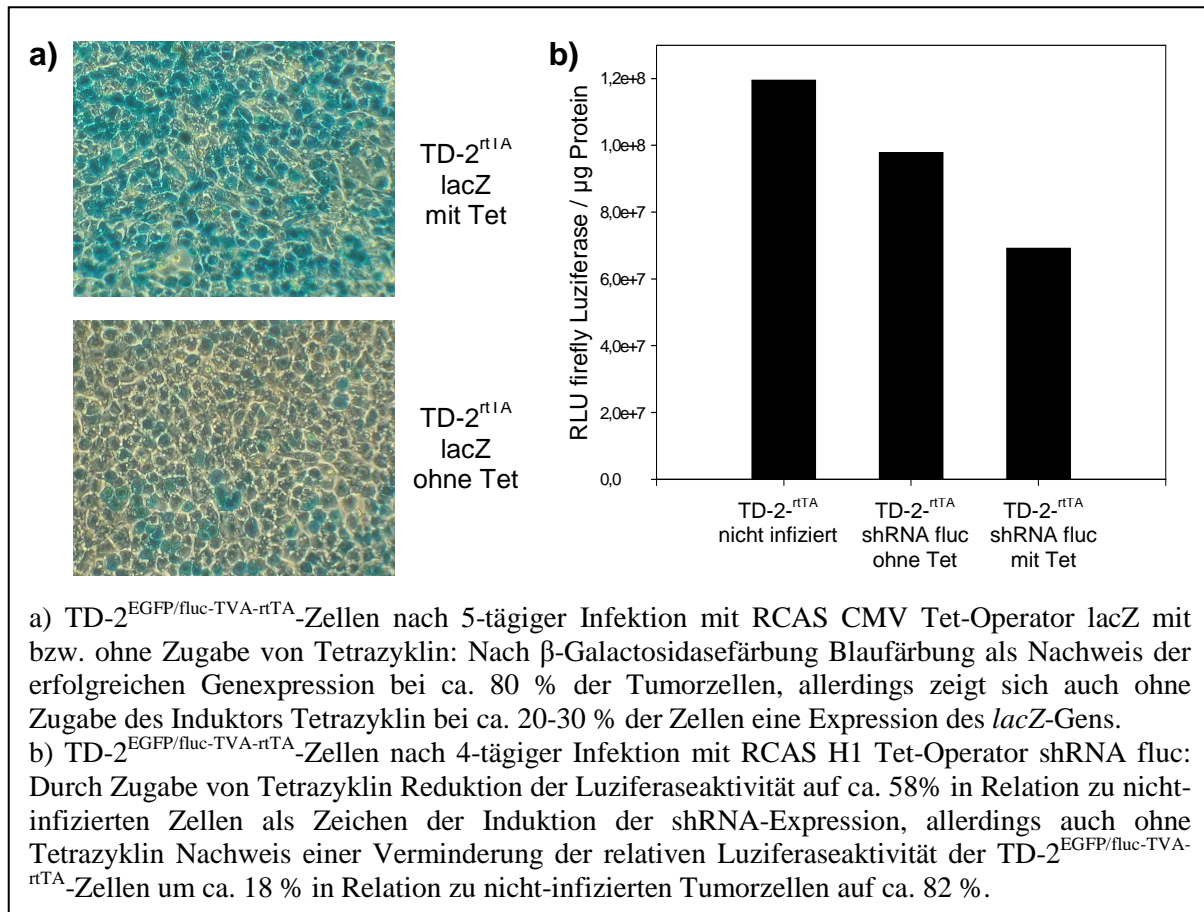 a)
TD-2^rtTA
lacZ
mit Tet
TD-2^rtTA
lacZ
ohne Tet
b)
RLU firefly Luziferase / µg Protein
1,2e+8
1,0e+8
8,0e+7
6,0e+7
4,0e+7
2,0e+7
0,0
TD-2-^rtTA
nicht infiziert
TD-2-^rtTA
shRNA fluc
ohne Tet
TD-2-^rtTA
shRNA fluc
mit Tet
a) TD-2^EGFP/fluc-TVA-rtTA-Zellen nach 5-tägiger Infektion mit RCAS CMV Tet-Operator lacZ mit
bzw. ohne Zugabe von Tetrazyklin: Nach β-Galactosidasefärbung Blaufärbung als Nachweis der
erfolgreichen Genexpression bei ca. 80 % der Tumorzellen, allerdings zeigt sich auch ohne
Zugabe des Induktors Tetrazyklin bei ca. 20-30 % der Zellen eine Expression des lacZ-Gens.
b) TD-2^EGFP/fluc-TVA-rtTA-Zellen nach 4-tägiger Infektion mit RCAS H1 Tet-Operator shRNA fluc:
Durch Zugabe von Tetrazyklin Reduktion der Luziferaseaktivität auf ca. 58% in Relation zu nicht-
infizierten Zellen als Zeichen der Induktion der shRNA-Expression, allerdings auch ohne
Tetrazyklin Nachweis einer Verminderung der relativen Luziferaseaktivität der TD-2^EGFP/fluc-TVA-
rtTA-Zellen um ca. 18 % in Relation zu nicht-infizierten Tumorzellen auf ca. 82 %.